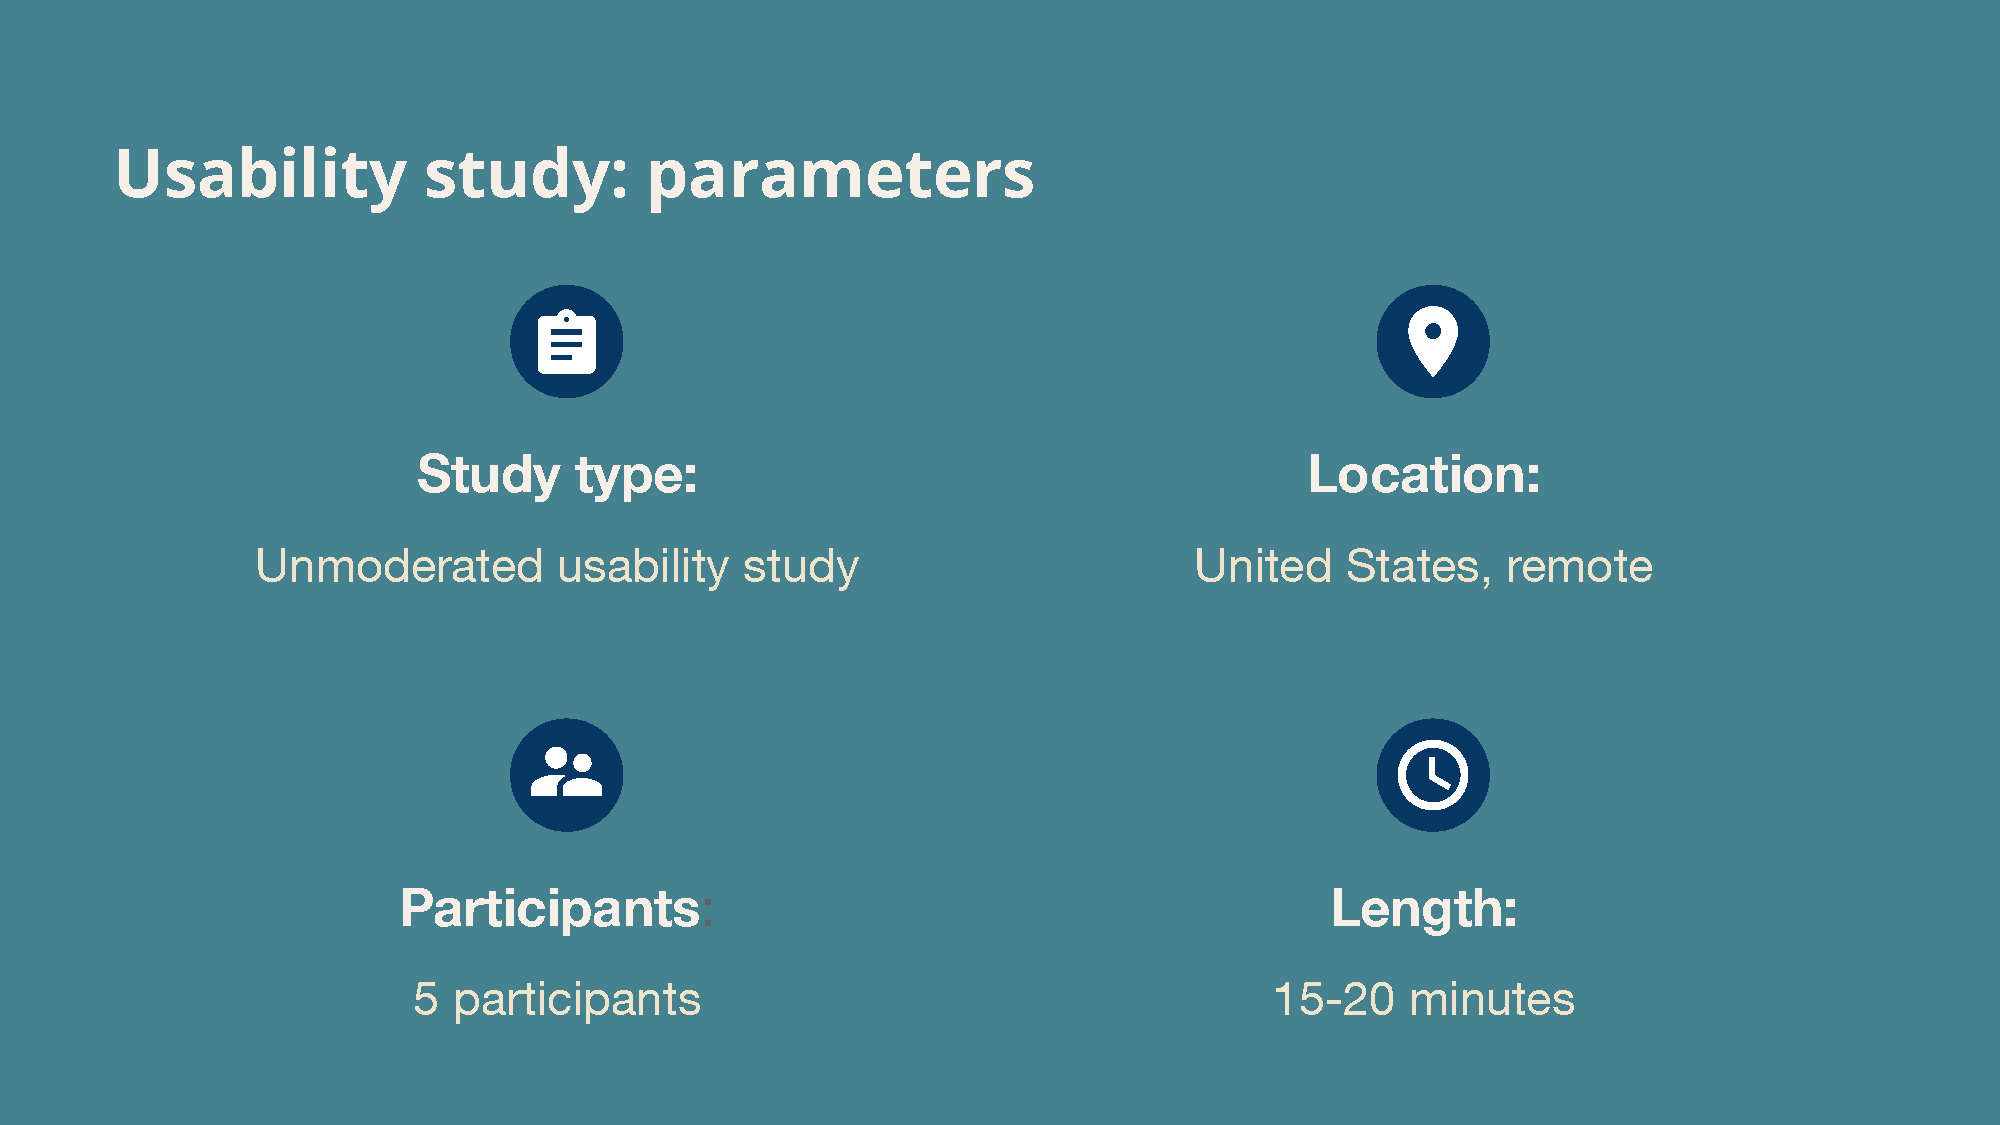 Usability study: parameters
Study type:
Unmoderated usability study
Location:
United States, remote
Participants:
5 participants
Length:
15-20 minutes